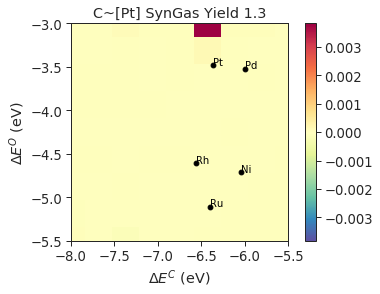 C~[Pt] SynGas Yield 1.3
−3.0
−3.5
−4.0
−4.5
−5.0
−5.5
ΔE^O (eV)
Pt
Pd
Rh
Ni
Ru
−8.0 −7.5 −7.0 −6.5 −6.0 −5.5
ΔE^C (eV)
0.003
0.002
0.001
0.000
−0.001
−0.002
−0.003